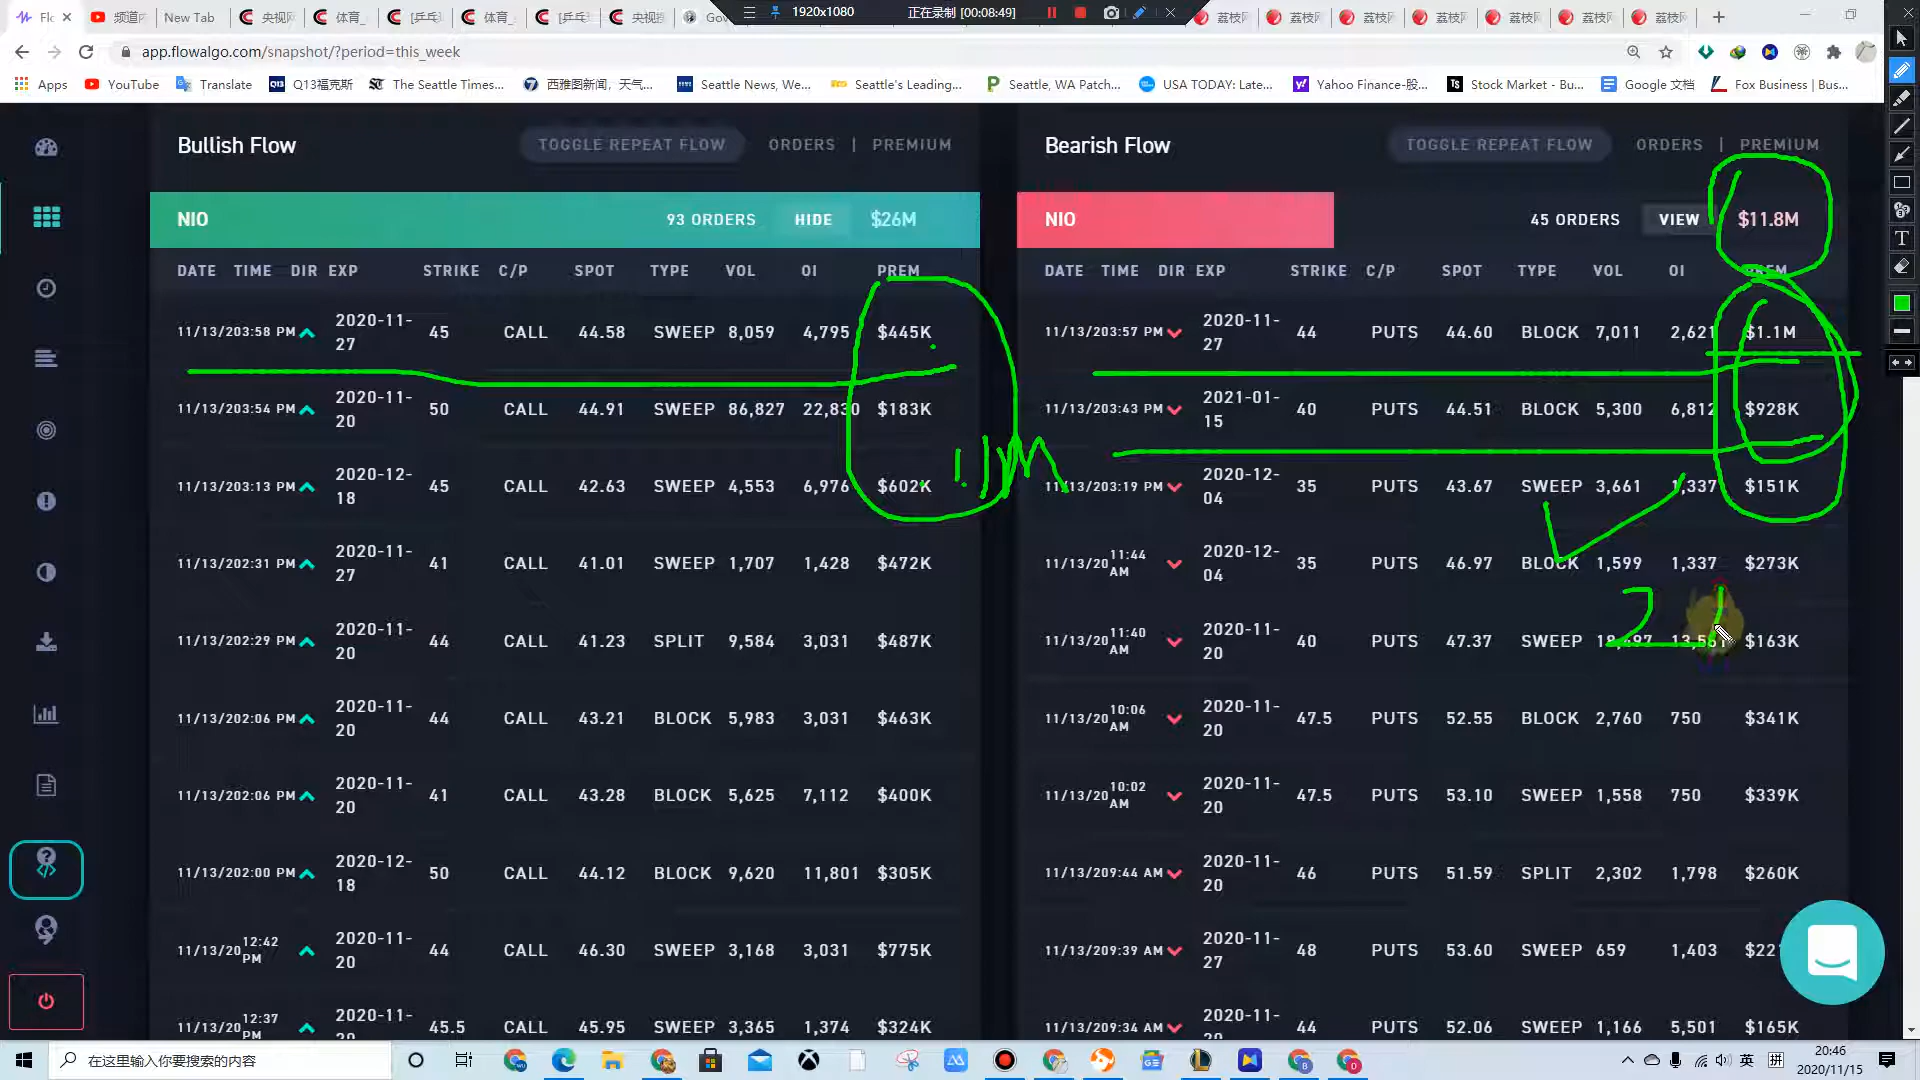 Flo
频道
New Tab
央视网
体育_
[乒乓
体育_
[乒乓
央视搜
Gov
1920x1080
正在录制 [00:08:49]
荔枝网
荔枝网
荔枝网
荔枝网
荔枝网
荔枝网
荔枝网
app.flowalgo.com/snapshot/?period=this_week
Apps YouTube Translate Q13福克斯 The Seattle Times... 西雅图新闻，天气... Seattle News, We... Seattle's Leading... Seattle, WA Patch... USA TODAY: Late... Yahoo Finance-股... Stock Market - Bu... Google 文档 Fox Business | Bus...
Bullish Flow TOGGLE REPEAT FLOW ORDERS | PREMIUM
NIO 93 ORDERS HIDE $26M
DATE TIME DIR EXP STRIKE C/P SPOT TYPE VOL OI PREM
11/13/20 3:58 PM 2020-11-27 45 CALL 44.58 SWEEP 8,059 4,795 $445K
11/13/20 3:54 PM 2020-11-20 50 CALL 44.91 SWEEP 86,827 22,830 $183K
11/13/20 3:13 PM 2020-12-18 45 CALL 42.63 SWEEP 4,553 6,976 $602K
11/13/20 2:31 PM 2020-11-27 41 CALL 41.01 SWEEP 1,707 1,428 $472K
11/13/20 2:29 PM 2020-11-20 44 CALL 41.23 SPLIT 9,584 3,031 $487K
11/13/20 2:06 PM 2020-11-20 44 CALL 43.21 BLOCK 5,983 3,031 $463K
11/13/20 2:06 PM 2020-11-20 41 CALL 43.28 BLOCK 5,625 7,112 $400K
11/13/20 2:00 PM 2020-12-18 50 CALL 44.12 BLOCK 9,620 11,801 $305K
11/13/20 12:42 PM 2020-11-20 44 CALL 46.30 SWEEP 3,168 3,031 $775K
11/13/20 12:37 PM 2020-11-20 45.5 CALL 45.95 SWEEP 3,365 1,374 $324K
1.1M
Bearish Flow TOGGLE REPEAT FLOW ORDERS | PREMIUM
NIO 45 ORDERS VIEW $11.8M
DATE TIME DIR EXP STRIKE C/P SPOT TYPE VOL OI PREM
11/13/20 3:57 PM 2020-11-27 44 PUTS 44.60 BLOCK 7,011 2,621 $1.1M
11/13/20 3:43 PM 2021-01-15 40 PUTS 44.51 BLOCK 5,300 6,812 $928K
11/13/20 3:19 PM 2020-12-04 35 PUTS 43.67 SWEEP 3,661 1,337 $151K
11/13/20 11:44 AM 2020-12-04 35 PUTS 46.97 BLOCK 1,599 1,337 $273K
11/13/20 11:40 AM 2020-11-20 40 PUTS 47.37 SWEEP $163K
11/13/20 10:06 AM 2020-11-20 47.5 PUTS 52.55 BLOCK 2,760 750 $341K
11/13/20 10:02 AM 2020-11-20 47.5 PUTS 53.10 SWEEP 1,558 750 $339K
11/13/20 9:44 AM 2020-11-20 46 PUTS 51.59 SPLIT 2,302 1,798 $260K
11/13/20 9:39 AM 2020-11-27 48 PUTS 53.60 SWEEP 659 1,403
11/13/20 9:34 AM 2020-11-20 44 PUTS 52.06 SWEEP 1,166 5,501 $165K
2
在这里输入你要搜索的内容
英 拼 20:46
2020/11/15